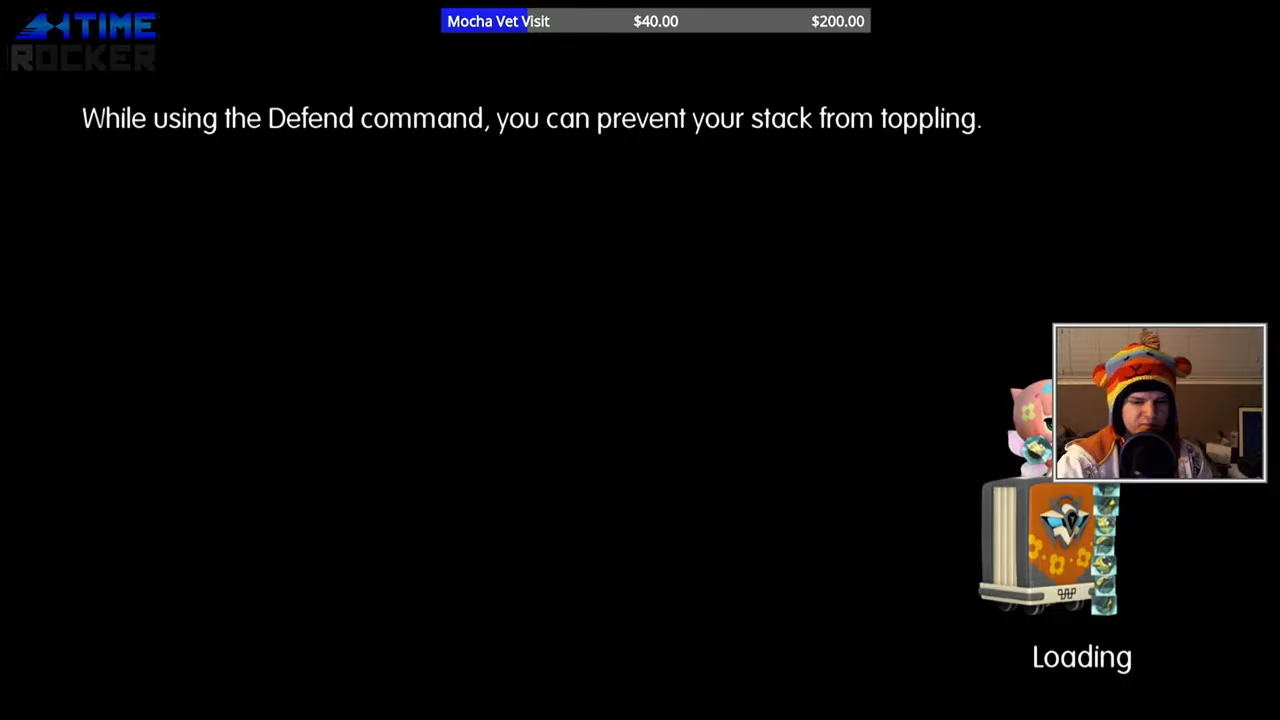 TIME
ROCKER
Mocha Vet Visit $40.00 $200.00
While using the Defend command, you can prevent your stack from toppling.
Loading